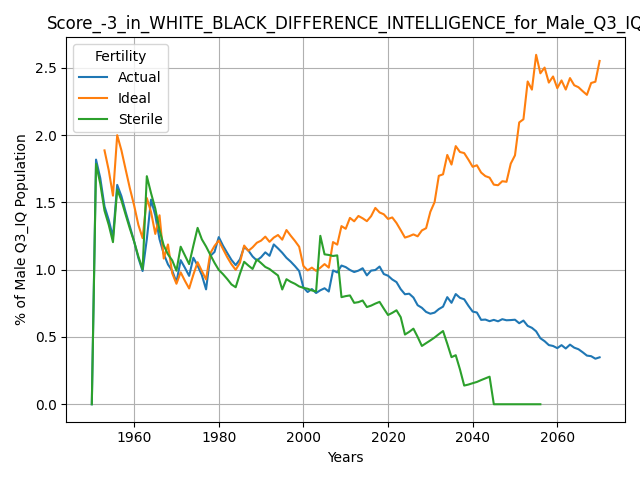 Score_-3_in_WHITE_BLACK_DIFFERENCE_INTELLIGENCE_for_Male_Q3_IQ
Fertility
Actual
Ideal
Sterile
% of Male Q3_IQ Population
2.5
2.0
1.5
1.0
0.5
0.0
1960 1980 2000 2020 2040 2060
Years